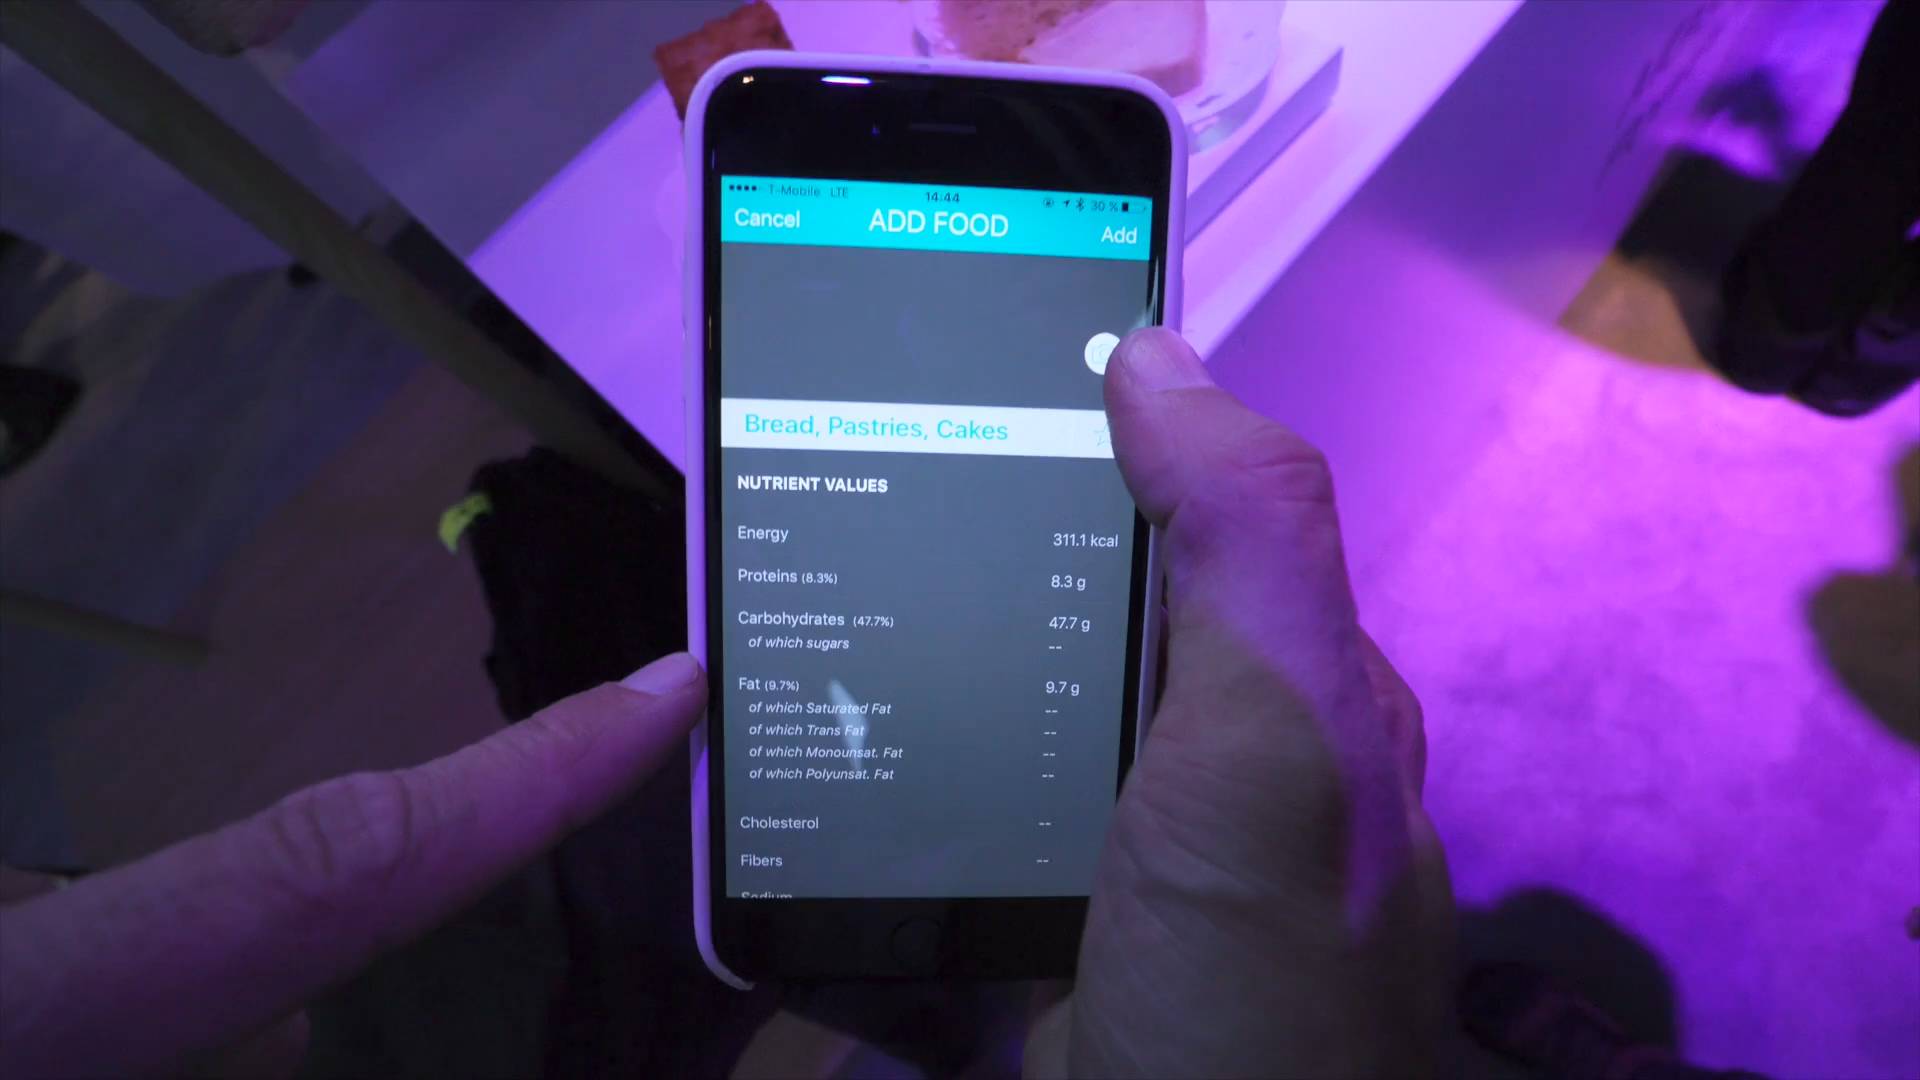 T-Mobile LTE 14:44 30 %
Cancel ADD FOOD Add
Bread, Pastries, Cakes
NUTRIENT VALUES
Energy 311.1 kcal
Proteins (8.3%) 8.3 g
Carbohydrates (47.7%) 47.7 g
of which sugars --
Fat (9.7%) 9.7 g
of which Saturated Fat --
of which Trans Fat --
of which Monounsat. Fat --
of which Polyunsat. Fat --
Cholesterol --
Fibers --
Sodium